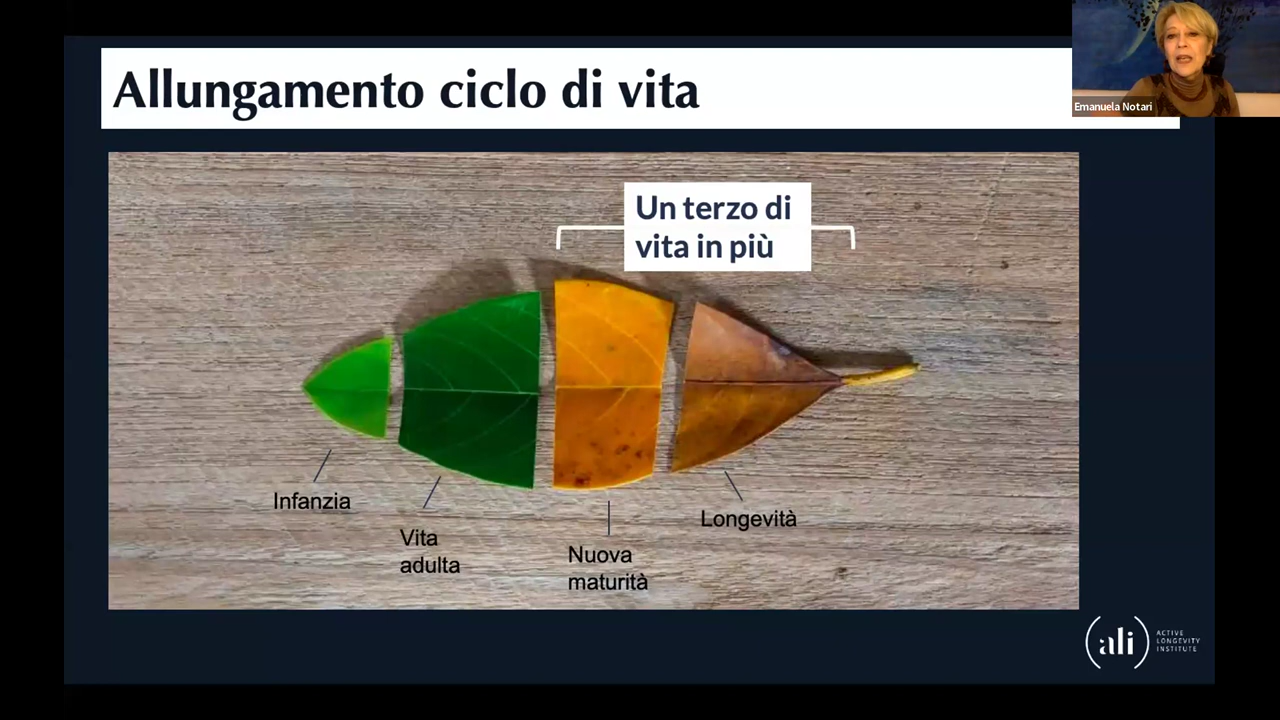 Allungamento ciclo di vita
Emanuela Notari
Un terzo di
vita in più
Infanzia
Vita
adulta
Nuova
maturità
Longevità
ali
ACTIVE
LONGEVITY
INSTITUTE